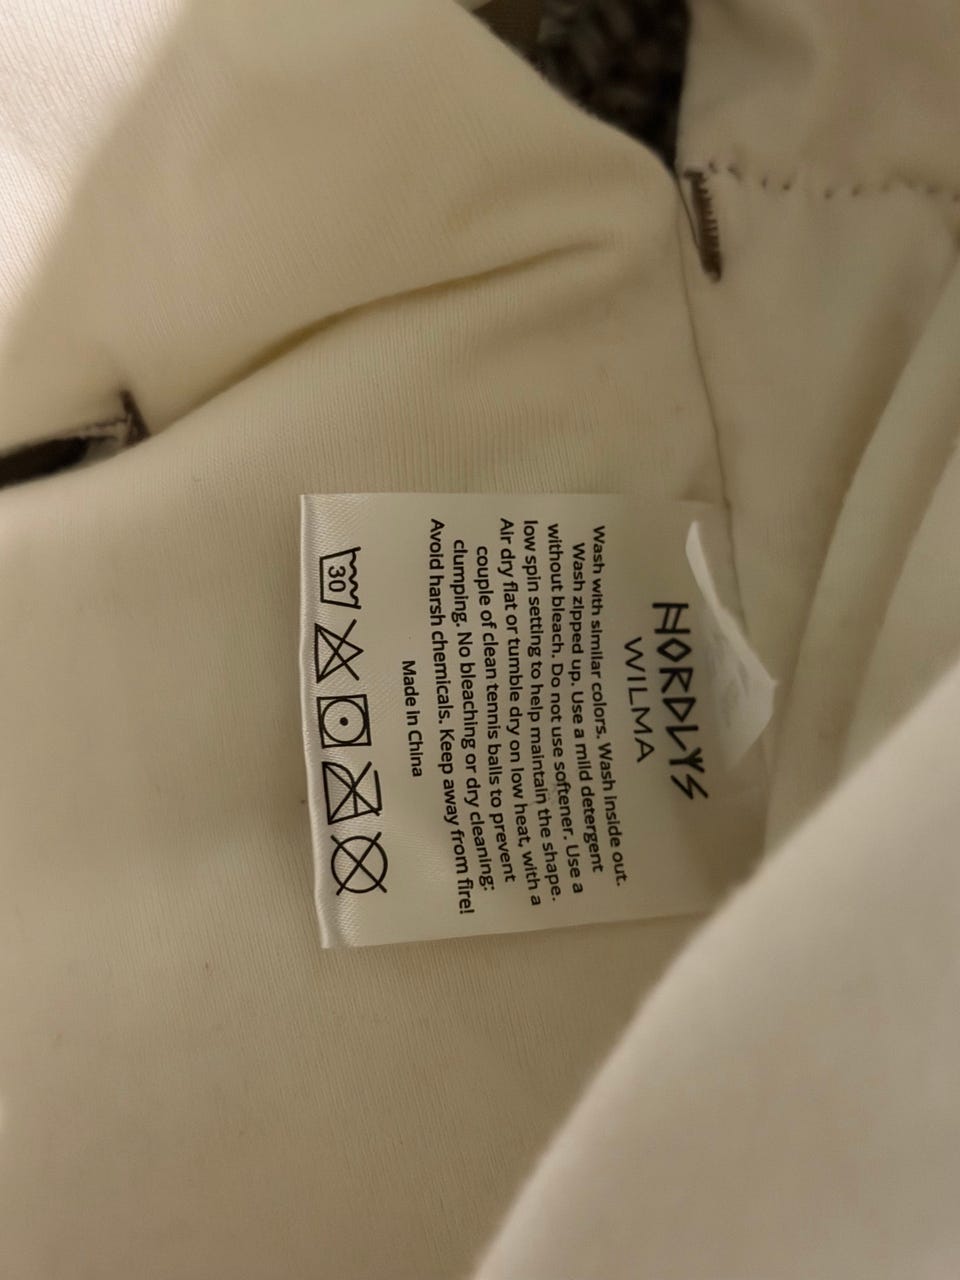 HORDLYS
WILMA
Wash with similar colors. Wash inside out.
Wash zipped up. Use a mild detergent
without bleach. Do not use softener. Use a
low spin setting to help maintain the shape.
Air dry flat or tumble dry on low heat, with a
couple of clean tennis balls to prevent
clumping. No bleaching or dry cleaning:
Avoid harsh chemicals. Keep away from fire!
Made in China
30